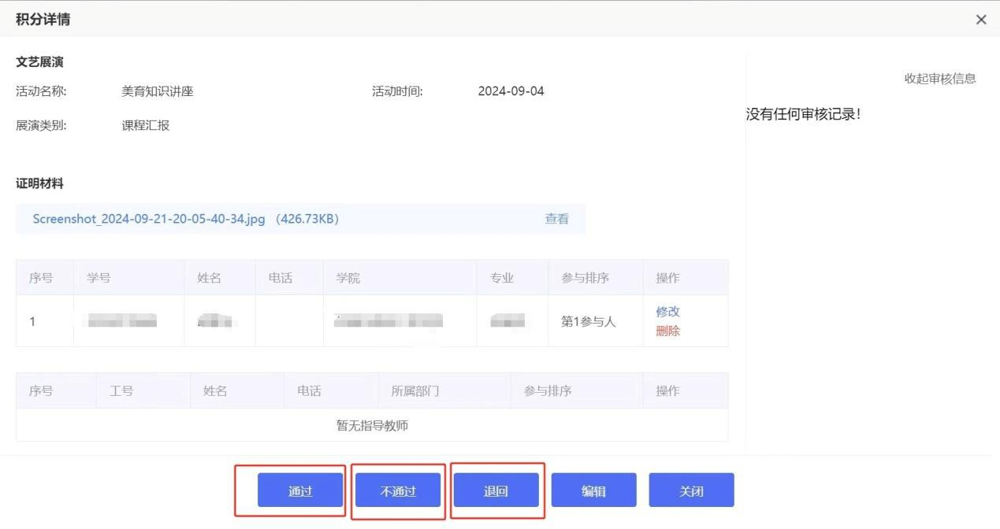 积分详情
文艺展演
活动名称: 美育知识讲座 活动时间: 2024-09-04
展演类别: 课程汇报
收起审核信息
没有任何审核记录！
证明材料
Screenshot_2024-09-21-20-05-40-34.jpg （426.73KB） 查看
序号 学号 姓名 电话 学院 专业 参与排序 操作
1 第1参与人 修改
删除
序号 工号 姓名 电话 所属部门 参与排序 操作
暂无指导教师
通过 不通过 退回 编辑 关闭